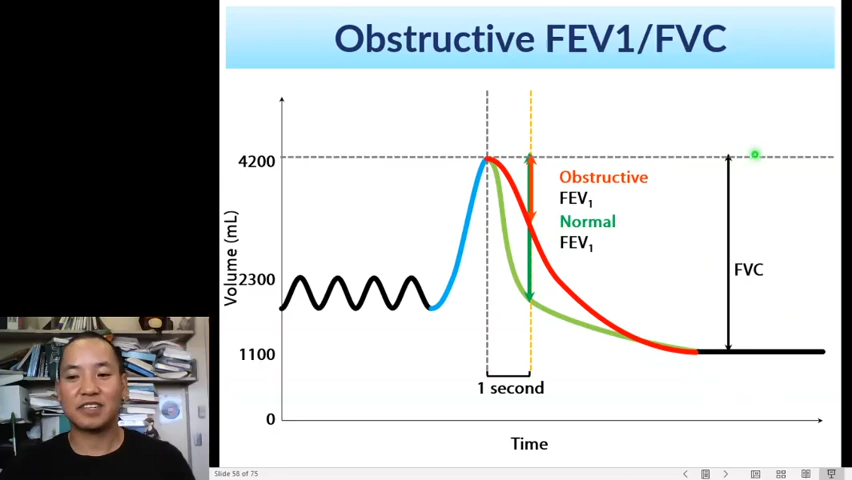 Obstructive FEV1/FVC
4200
Obstructive
FEV1
Normal
FEV1
Volume (mL)
2300
FVC
1100
1 second
0
Time
Slide 58 of 75